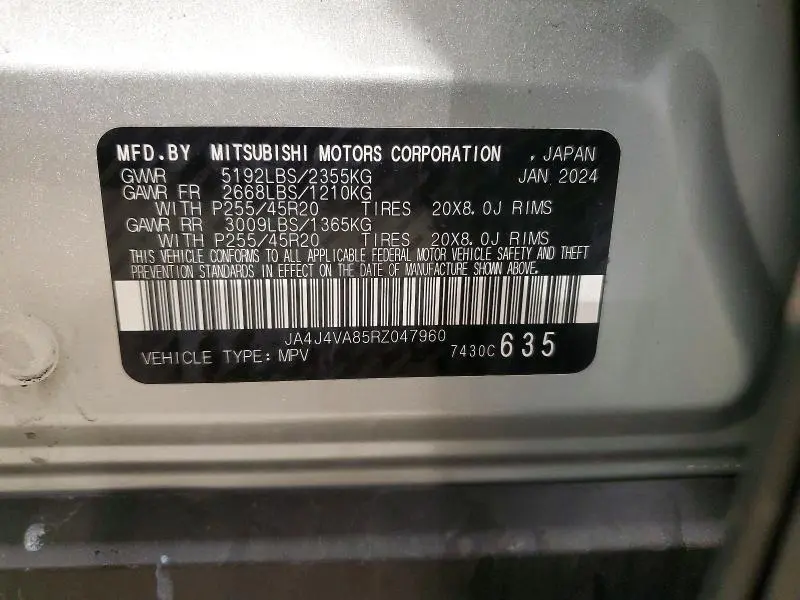 MFD.BY MITSUBISHI MOTORS CORPORATION . JAPAN
GVWR 5192LBS/2355KG JAN 2024
GAWR FR 2668LBS/1210KG
WITH P255/45R20 TIRES 20X8.0J RIMS
GAWR RR 3009LBS/1365KG
WITH P255/45R20 TIRES 20X8.0J RIMS
THIS VEHICLE CONFORMS TO ALL APPLICABLE FEDERAL MOTOR VEHICLE SAFETY AND THEFT
PREVENTION STANDARDS IN EFFECT ON THE DATE OF MANUFACTURE SHOWN ABOVE.
JA4J4VA85RZ047960
VEHICLE TYPE: MPV 7430C 635